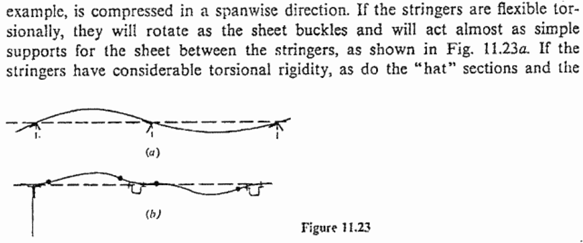 example, is compressed in a spanwise direction. If the stringers are flexible tor-
sionally, they will rotate as the sheet buckles and will act almost as simple
supports for the sheet between the stringers, as shown in Fig. 11.23a. If the
stringers have considerable torsional rigidity, as do the "hat" sections and the
(a)
(b)
Figure 11.23